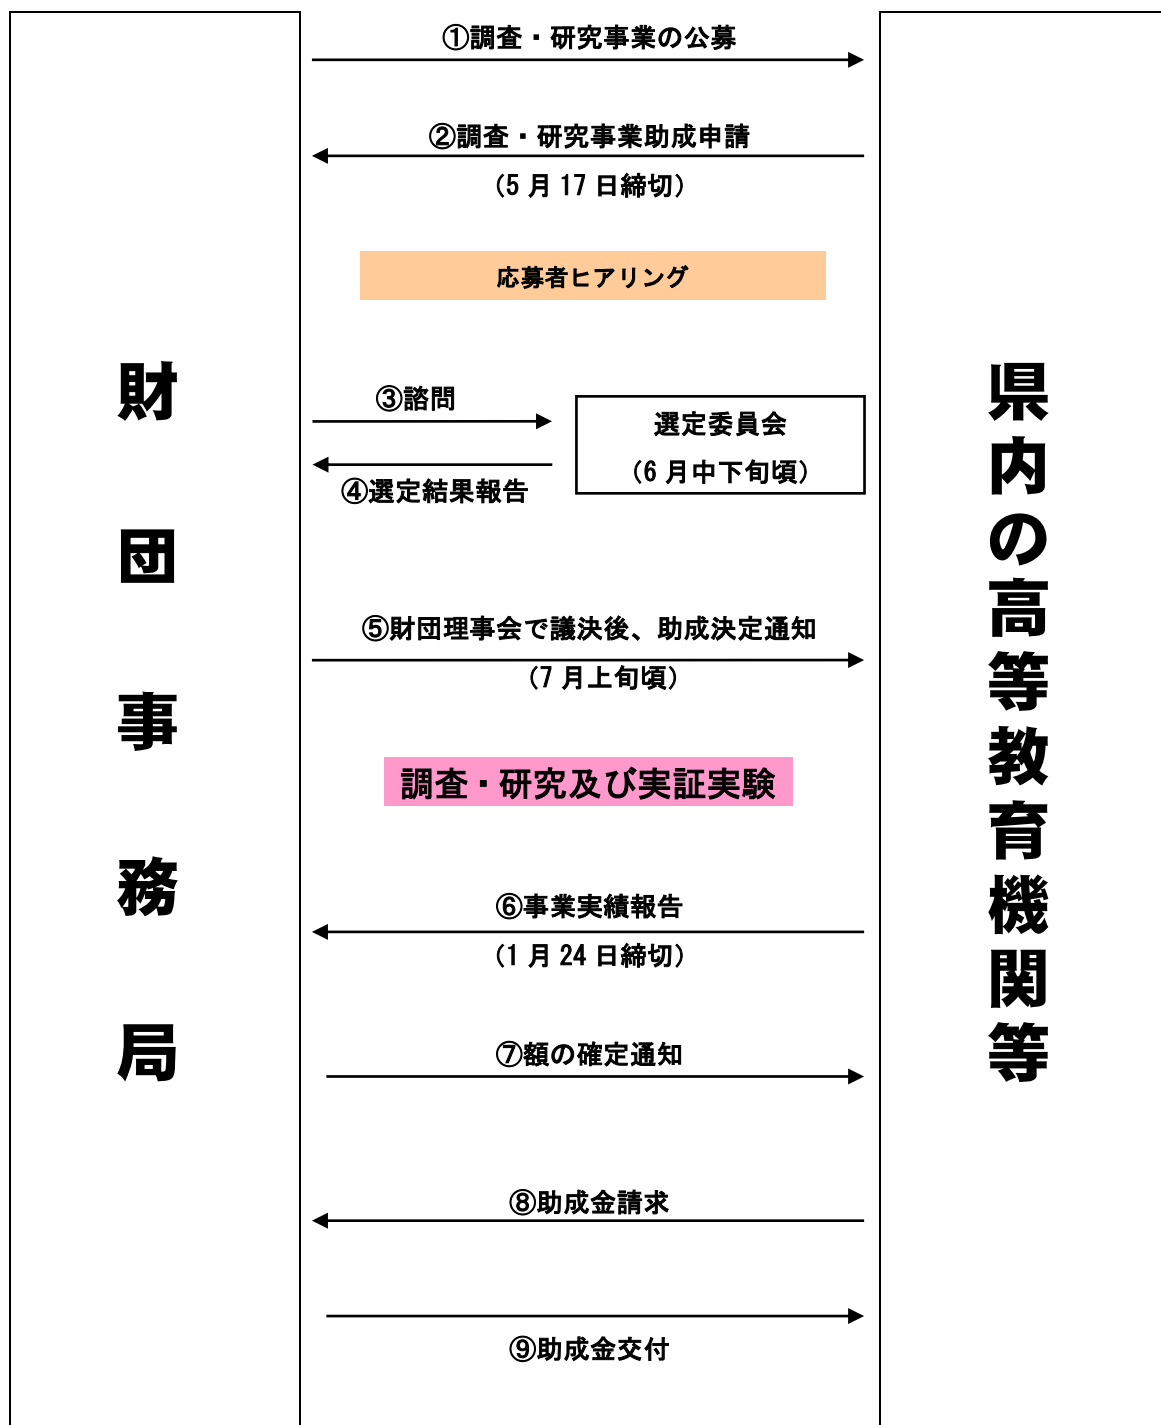 ①調査・研究事業の公募
②調査・研究事業助成申請
（5 月 17 日締切）
応募者ヒアリング
財団事務局
県内の高等教育機関等
③諮問
選定委員会
（6 月中下旬頃）
④選定結果報告
⑤財団理事会で議決後、助成決定通知
（7 月上旬頃）
調査・研究及び実証実験
⑥事業実績報告
（1 月 24 日締切）
⑦額の確定通知
⑧助成金請求
⑨助成金交付